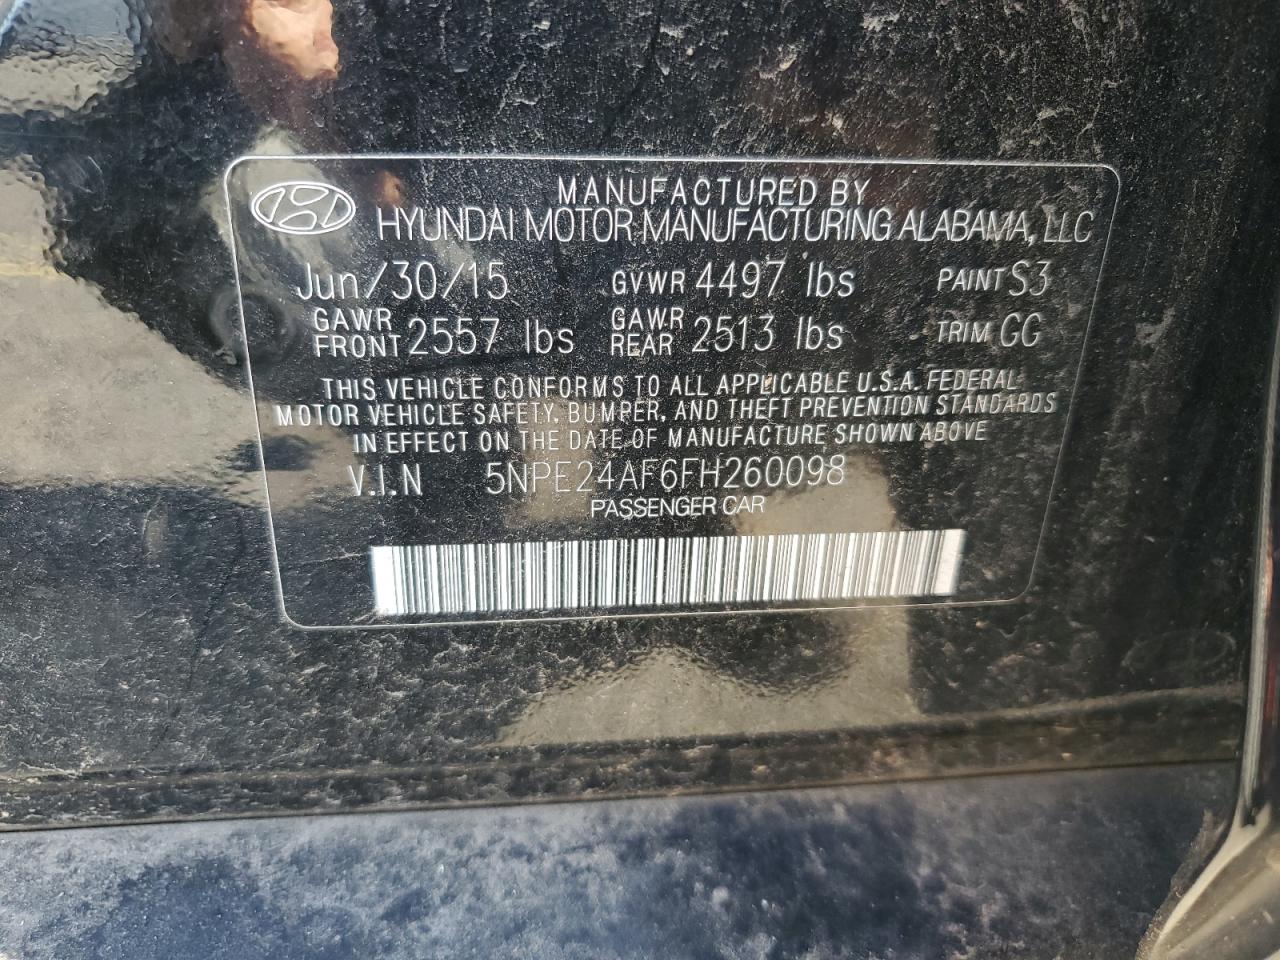 MANUFACTURED BY
HYUNDAI MOTOR MANUFACTURING ALABAMA, LLC
Jun/30/15 GVWR 4497 lbs PAINT S3
GAWR FRONT 2557 lbs GAWR REAR 2513 lbs TRIM GG
THIS VEHICLE CONFORMS TO ALL APPLICABLE U.S.A. FEDERAL
MOTOR VEHICLE SAFETY, BUMPER, AND THEFT PREVENTION STANDARDS
IN EFFECT ON THE DATE OF MANUFACTURE SHOWN ABOVE
V.I.N 5NPE24AF6FH260098
PASSENGER CAR